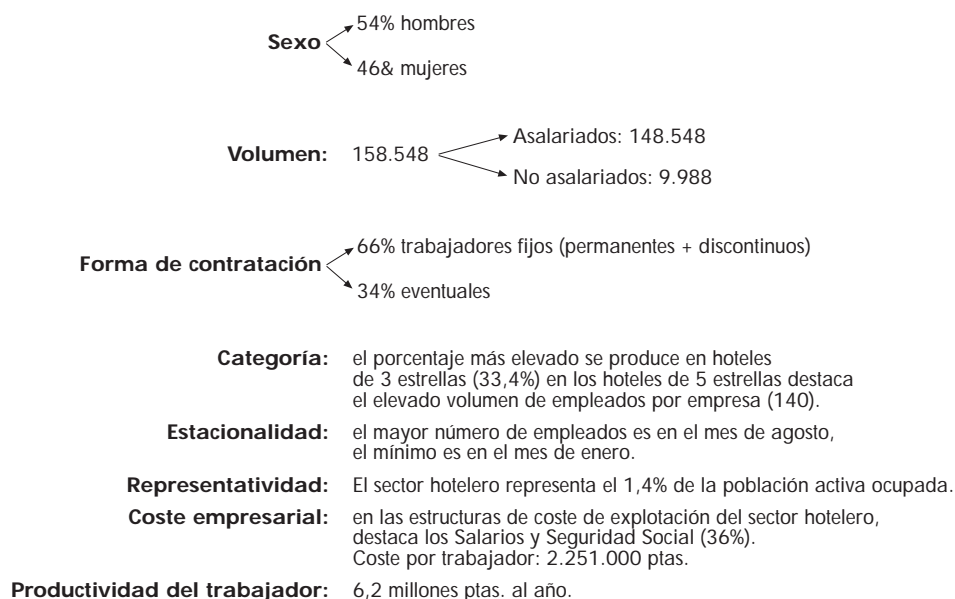 Sexo
54% hombres
46& mujeres
Volumen: 158.548
Asalariados: 148.548
No asalariados: 9.988
Forma de contratación
66% trabajadores fijos (permanentes + discontinuos)
34% eventuales
Categoría: el porcentaje más elevado se produce en hoteles
de 3 estrellas (33,4%) en los hoteles de 5 estrellas destaca
el elevado volumen de empleados por empresa (140).
Estacionalidad: el mayor número de empleados es en el mes de agosto,
el mínimo es en el mes de enero.
Representatividad: El sector hotelero representa el 1,4% de la población activa ocupada.
Coste empresarial: en las estructuras de coste de explotación del sector hotelero,
destaca los Salarios y Seguridad Social (36%).
Coste por trabajador: 2.251.000 ptas.
Productividad del trabajador: 6,2 millones ptas. al año.